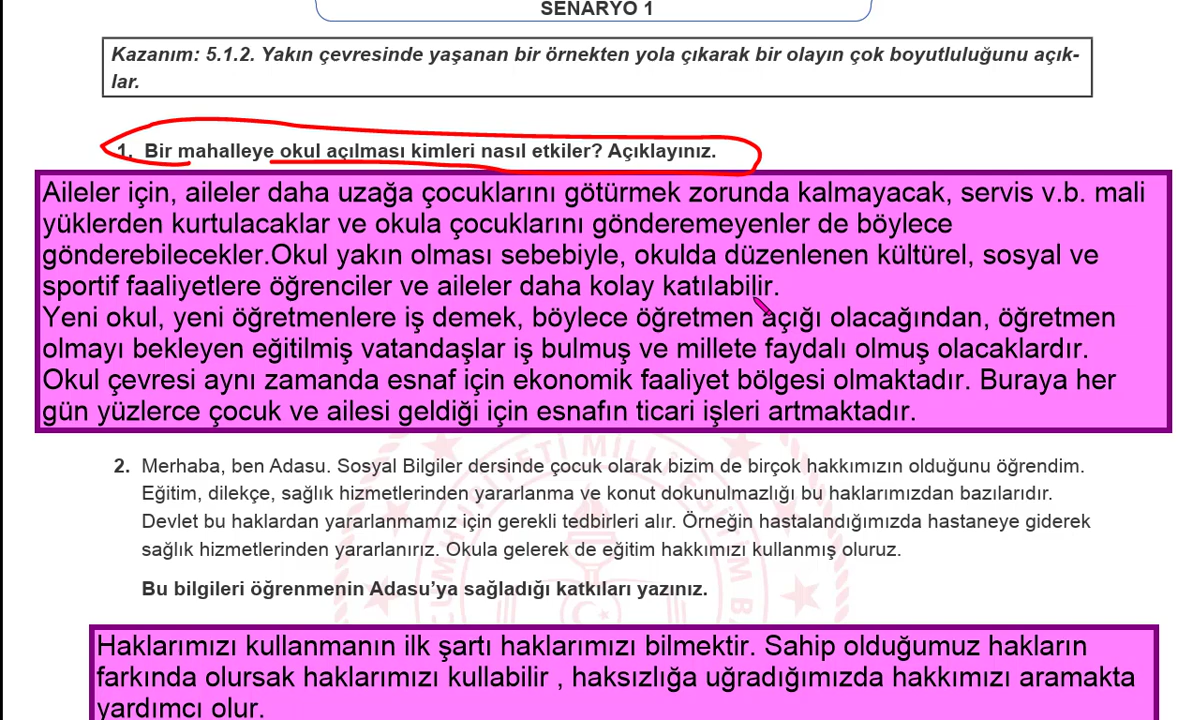 SENARYO 1
Kazanım: 5.1.2. Yakın çevresinde yaşanan bir örnekten yola çıkarak bir olayın çok boyutluluğunu açık-
lar.
1. Bir mahalleye okul açılması kimleri nasıl etkiler? Açıklayınız.
Aileler için, aileler daha uzağa çocuklarını götürmek zorunda kalmayacak, servis v.b. mali
yüklerden kurtulacaklar ve okula çocuklarını gönderemeyenler de böylece
gönderebilecekler.Okul yakın olması sebebiyle, okulda düzenlenen kültürel, sosyal ve
sportif faaliyetlere öğrenciler ve aileler daha kolay katılabilir.
Yeni okul, yeni öğretmenlere iş demek, böylece öğretmen açığı olacağından, öğretmen
olmayı bekleyen eğitilmiş vatandaşlar iş bulmuş ve millete faydalı olmuş olacaklardır.
Okul çevresi aynı zamanda esnaf için ekonomik faaliyet bölgesi olmaktadır. Buraya her
gün yüzlerce çocuk ve ailesi geldiği için esnafın ticari işleri artmaktadır.
2. Merhaba, ben Adasu. Sosyal Bilgiler dersinde çocuk olarak bizim de birçok hakkımızın olduğunu öğrendim.
Eğitim, dilekçe, sağlık hizmetlerinden yararlanma ve konut dokunulmazlığı bu haklarımızdan bazılarıdır.
Devlet bu haklardan yararlanmamız için gerekli tedbirleri alır. Örneğin hastalandığımızda hastaneye giderek
sağlık hizmetlerinden yararlanırız. Okula gelerek de eğitim hakkımızı kullanmış oluruz.
Bu bilgileri öğrenmenin Adasu’ya sağladığı katkıları yazınız.
Haklarımızı kullanmanın ilk şartı haklarımızı bilmektir. Sahip olduğumuz hakların
farkında olursak haklarımızı kullabilir , haksızlığa uğradığımızda hakkımızı aramakta
yardımcı olur.